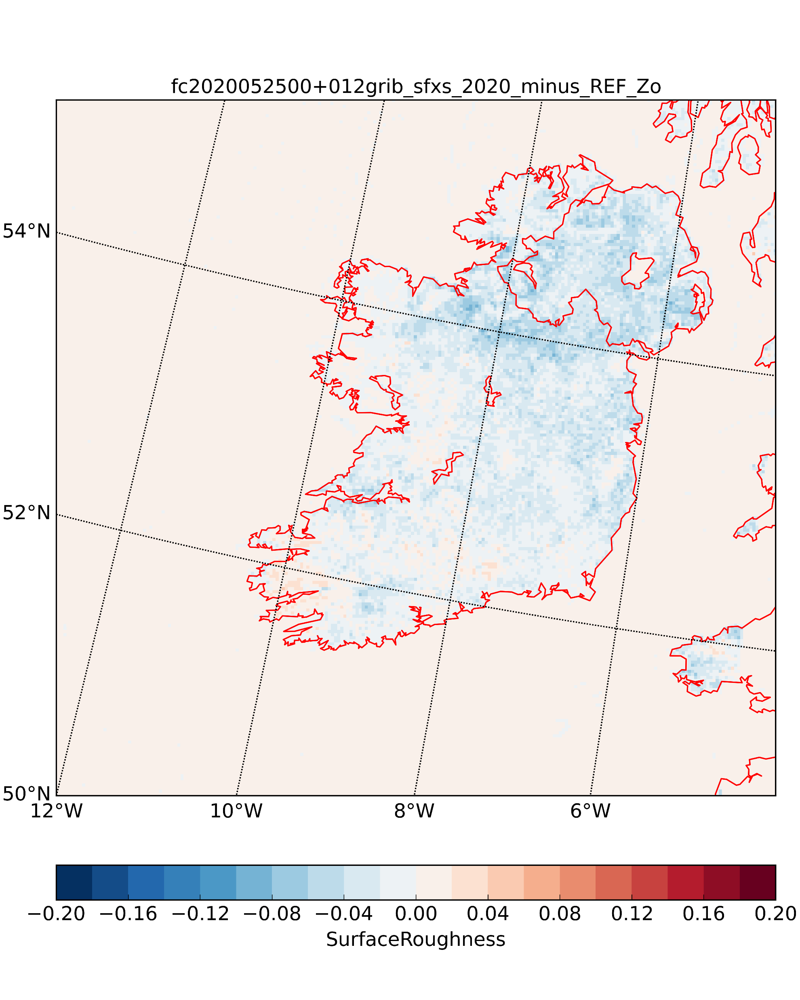 fc2020052500+012grib_sfxs_2020_minus_REF_Zo
54°N
52°N
50°N
12°W 10°W 8°W 6°W
−0.20 −0.16 −0.12 −0.08 −0.04 0.00 0.04 0.08 0.12 0.16 0.20
SurfaceRoughness